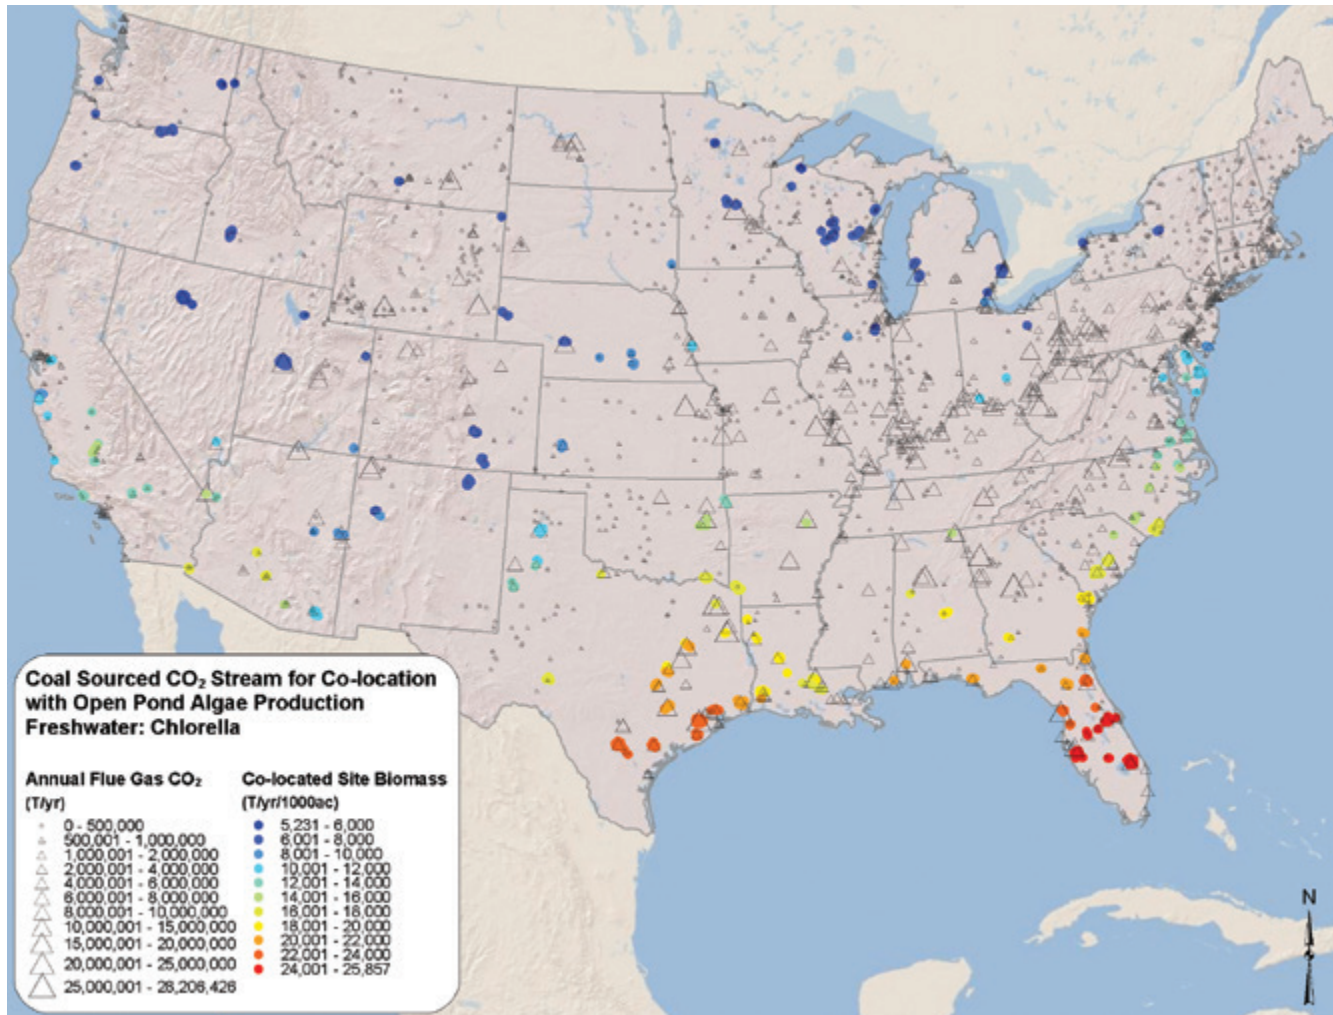 Coal Sourced CO₂ Stream for Co-location
with Open Pond Algae Production
Freshwater: Chlorella
Annual Flue Gas CO₂
(T/yr)
0 - 500,000
500,001 - 1,000,000
1,000,001 - 2,000,000
2,000,001 - 4,000,000
4,000,001 - 6,000,000
6,000,001 - 8,000,000
8,000,001 - 10,000,000
10,000,001 - 15,000,000
15,000,001 - 20,000,000
20,000,001 - 25,000,000
25,000,001 - 28,206,426
Co-located Site Biomass
(T/yr/1000ac)
5,231 - 6,000
6,001 - 8,000
8,001 - 10,000
10,001 - 12,000
12,001 - 14,000
14,001 - 16,000
16,001 - 18,000
18,001 - 20,000
20,001 - 22,000
22,001 - 24,000
24,001 - 25,857
N